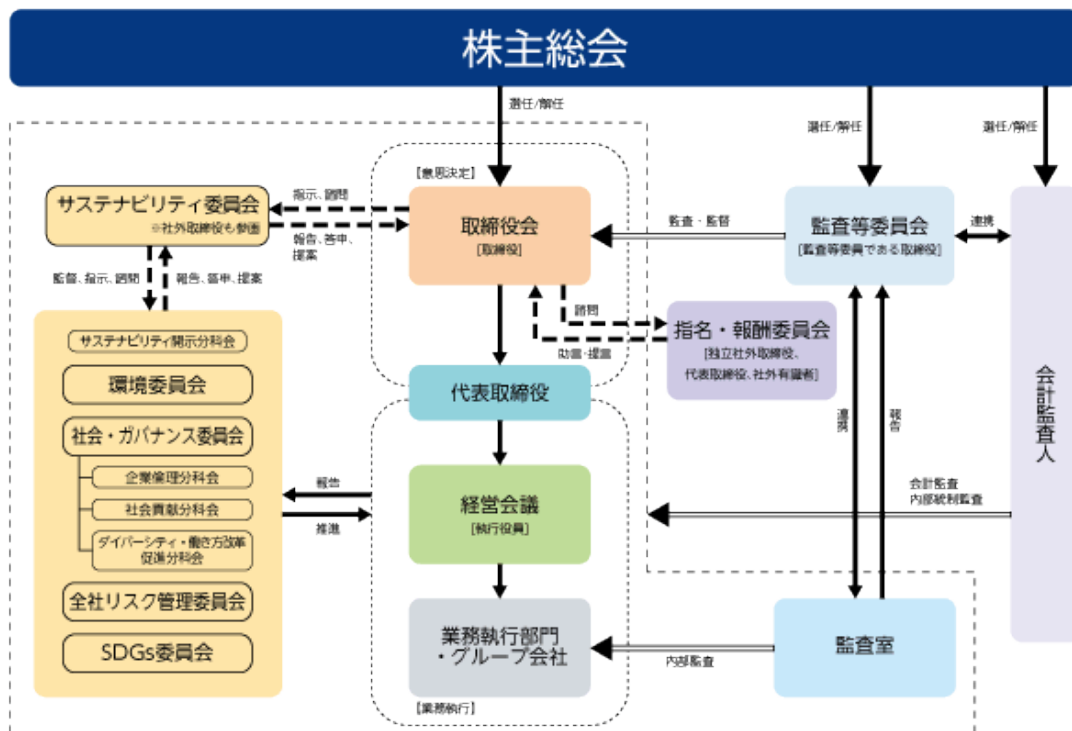 株主総会
選任/解任
選任/解任
選任/解任
【意思決定】
サステナビリティ委員会
※社外取締役も参画
指示、諮問
報告、答申、
提案
取締役会
[取締役]
監査・監督
監査等委員会
[監査等委員である取締役]
連携
監督、指示、諮問
報告、答申、提案
諮問
助言・提言
指名・報酬委員会
[独立社外取締役、
代表取締役、社外有識者]
サステナビリティ開示分科会
環境委員会
社会・ガバナンス委員会
企業倫理分科会
社会貢献分科会
ダイバーシティ・働き方改革
促進分科会
全社リスク管理委員会
SDGs委員会
代表取締役
報告
推進
経営会議
[執行役員]
連携
報告
会計監査
内部統制監査
会計監査人
業務執行部門
・グループ会社
内部監査
監査室
【業務執行】